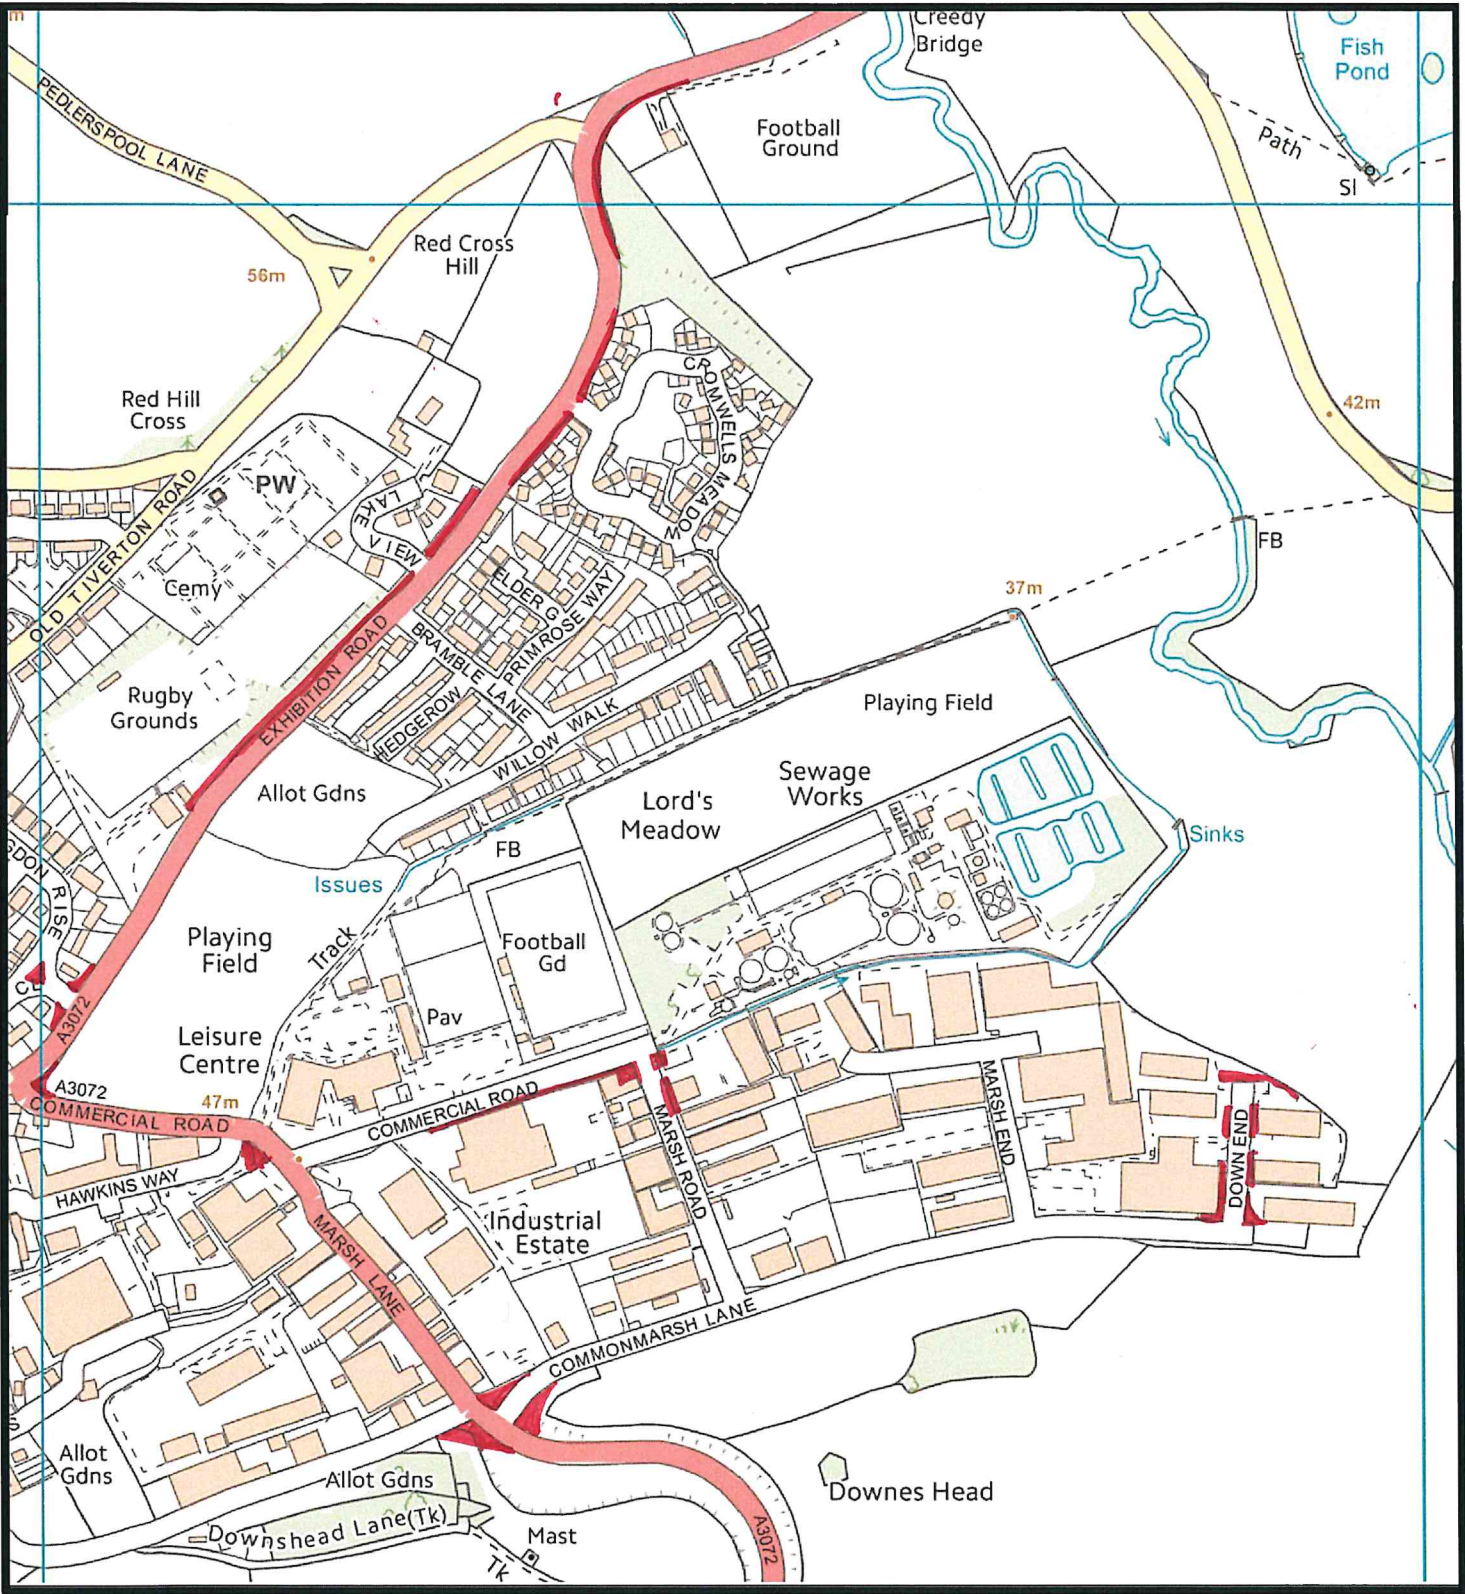 m
Creedy
Bridge
Fish
Pond
PEDLERSPOOL LANE
Football
Ground
Path
SI
Red Cross
Hill
56m
Red Hill
Cross
42m
CROMWELLS MEADOW
PW
LAKE VIEW
OLD TIVERTON ROAD
Cemy
FB
ELDER G
PRIMROSE WAY
37m
BRAMBLE LANE
EXHIBITION ROAD
Rugby
Grounds
HEDGEROW
WILLOW WALK
Playing Field
Allot Gdns
Sewage
Works
Lord's
Meadow
Sinks
FB
GDON RISE
Issues
Playing
Field
Track
Football
Gd
CL
A3072
Pav
Leisure
Centre
A3072
47m
COMMERCIAL ROAD
COMMERCIAL ROAD
MARSH ROAD
MARSH END
DOWN END
HAWKINS WAY
Industrial
Estate
MARSH LANE
COMMONMARSH LANE
S
Allot
Gdns
Allot Gdns
Downes Head
Downshead Lane(Tk)
Mast
Tk
A3072